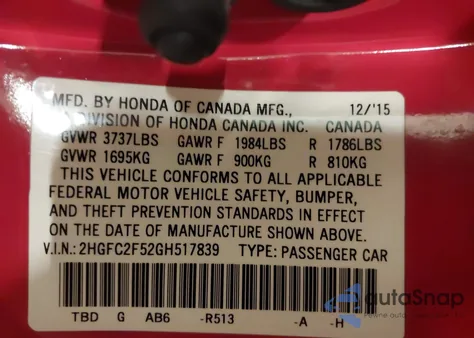 MFD. BY HONDA OF CANADA MFG., 12/'15
A DIVISION OF HONDA CANADA INC. CANADA
GVWR 3737LBS GAWR F 1984LBS R 1786LBS
GVWR 1695KG GAWR F 900KG R 810KG
THIS VEHICLE CONFORMS TO ALL APPLICABLE
FEDERAL MOTOR VEHICLE SAFETY, BUMPER,
AND THEFT PREVENTION STANDARDS IN EFFECT
ON THE DATE OF MANUFACTURE SHOWN ABOVE.
V.I.N.: 2HGFC2F52GH517839 TYPE: PASSENGER CAR
TBD G AB6 -R513 -A -H
autoSnap